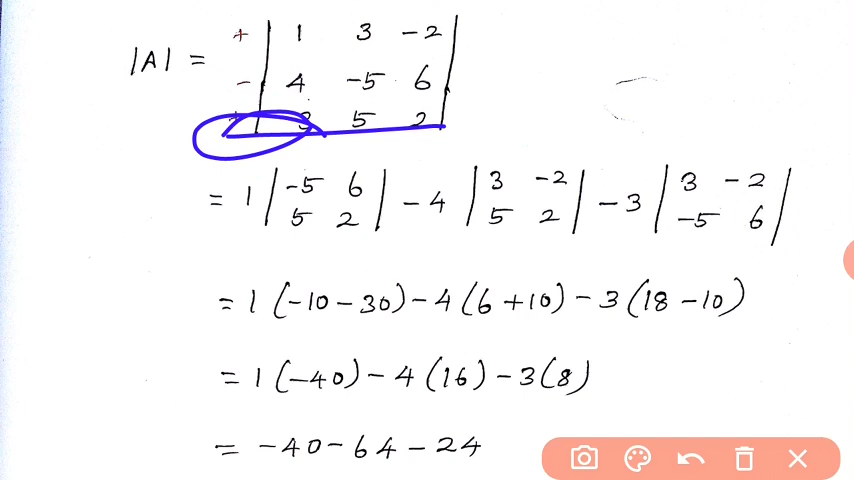 + | 1 3 -2 |
|A| = - | 4 -5 6 |
+ | 3 5 2 |
= 1 | -5 6 | - 4 | 3 -2 | - 3 | 3 -2 |
| 5 2 | | 5 2 | | -5 6 |
= 1 (-10 - 30) - 4 (6 + 10) - 3 (18 - 10)
= 1 (-40) - 4 (16) - 3 (8)
= -40 - 64 - 24